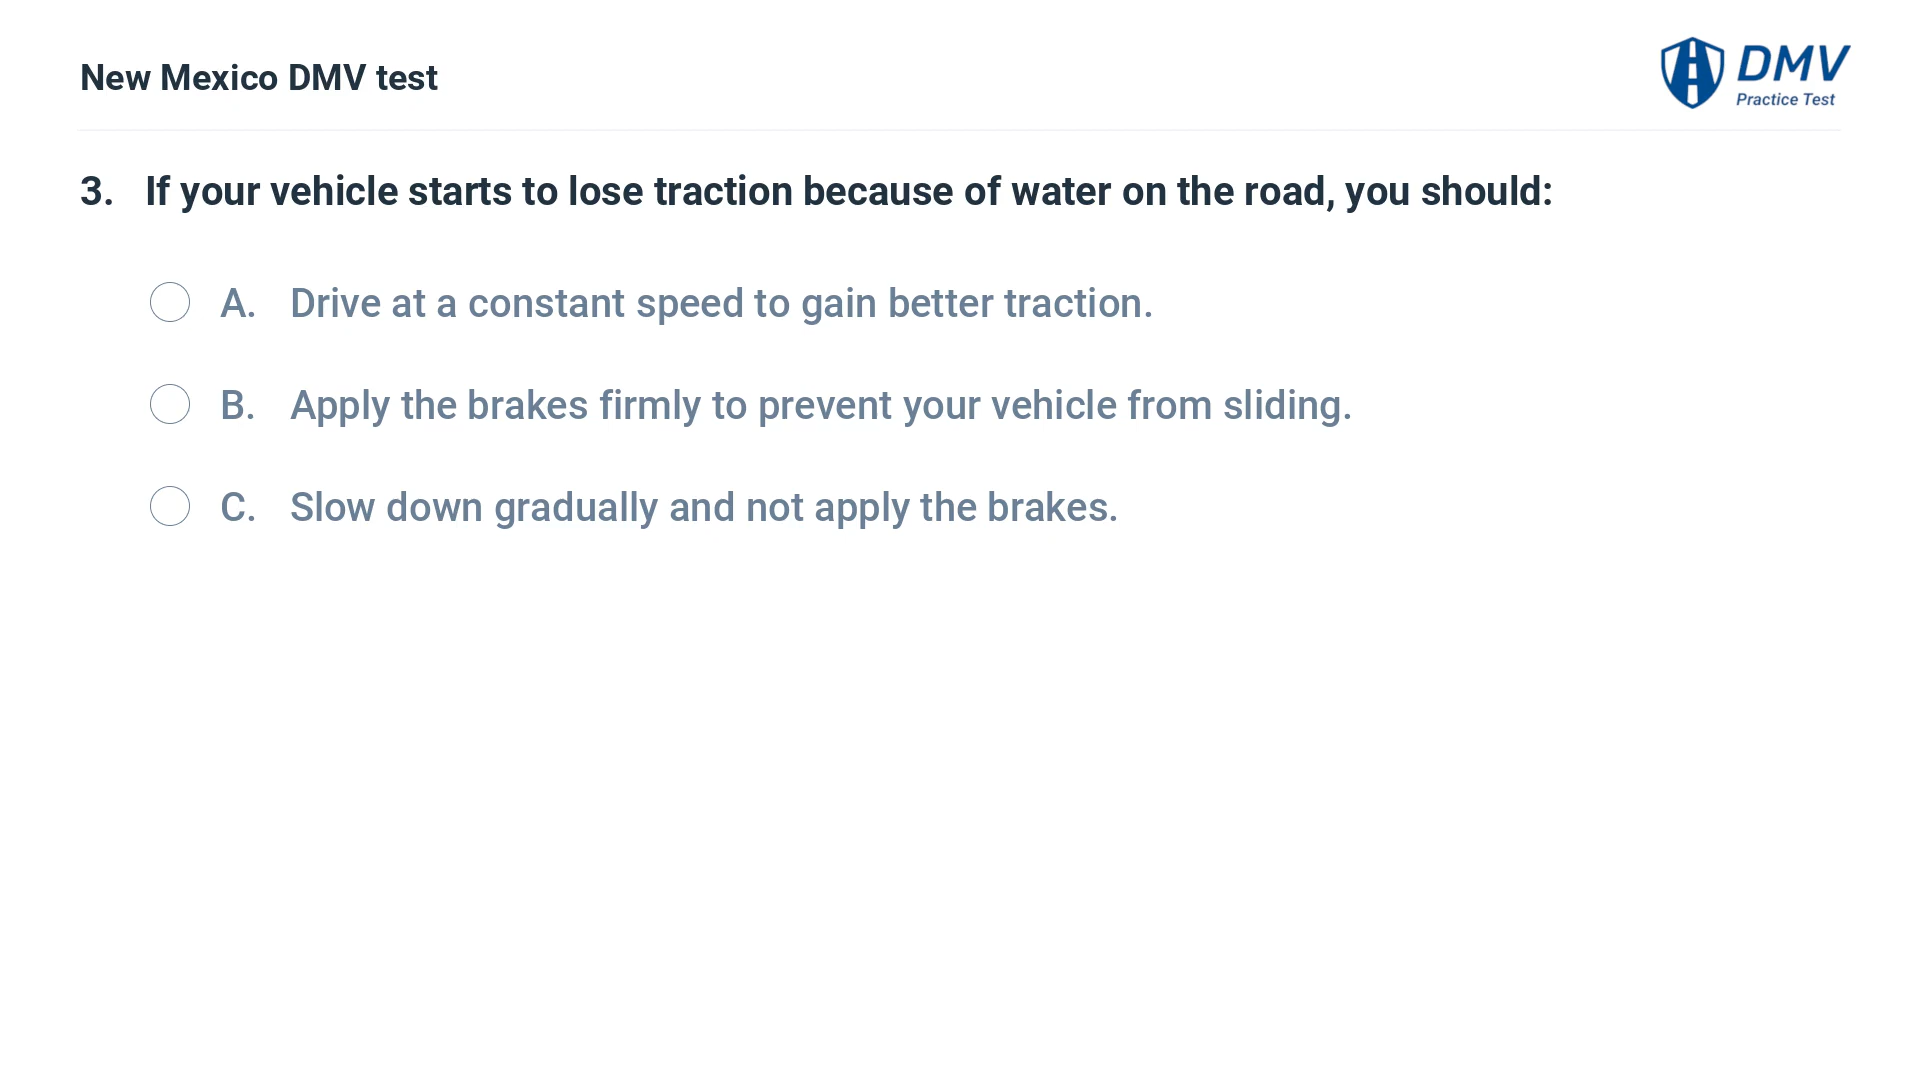 New Mexico DMV test
DMV
Practice Test
3. If your vehicle starts to lose traction because of water on the road, you should:
A. Drive at a constant speed to gain better traction.
B. Apply the brakes firmly to prevent your vehicle from sliding.
C. Slow down gradually and not apply the brakes.